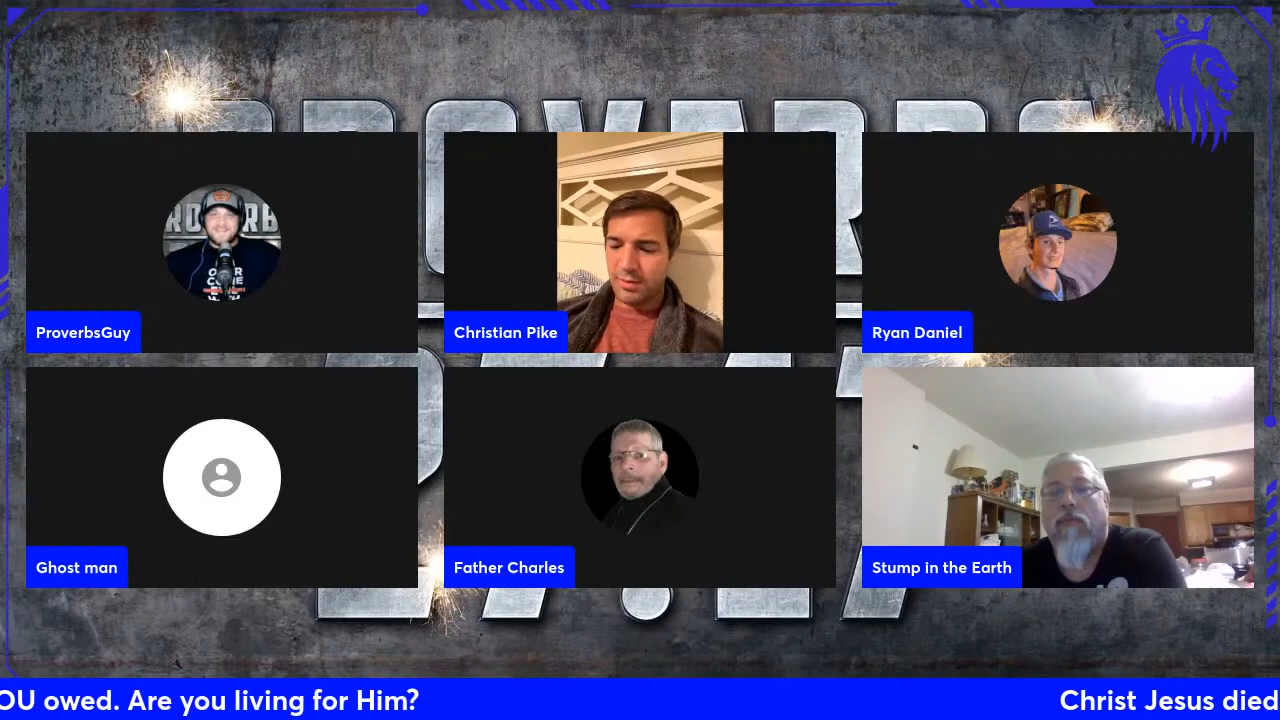 ProverbsGuy
Christian Pike
Ryan Daniel
Ghost man
Father Charles
Stump in the Earth
OU owed. Are you living for Him?
Christ Jesus died